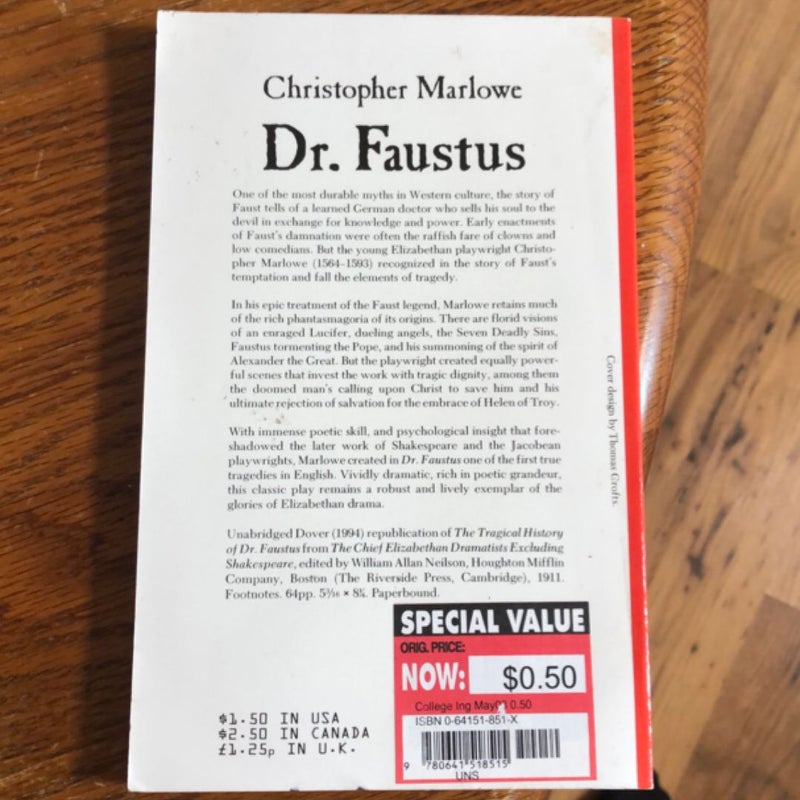 Christopher Marlowe
Dr. Faustus
One of the most durable myths in Western culture, the story of
Faust tells of a learned German doctor who sells his soul to the
devil in exchange for knowledge and power. Early enactments
of Faust's damnation were often the raffish fare of clowns and
low comedians. But the young Elizabethan playwright Christo-
pher Marlowe (1564–1593) recognized in the story of Faust's
temptation and fall the elements of tragedy.
In his epic treatment of the Faust legend, Marlowe retains much
of the rich phantasmagoria of its origins. There are florid visions
of an enraged Lucifer, dueling angels, the Seven Deadly Sins,
Faustus tormenting the Pope, and his summoning of the spirit of
Alexander the Great. But the playwright created equally power-
ful scenes that invest the work with tragic dignity, among them
the doomed man's calling upon Christ to save him and his
ultimate rejection of salvation for the embrace of Helen of Troy.
With immense poetic skill, and psychological insight that fore-
shadowed the later work of Shakespeare and the Jacobean
playwrights, Marlowe created in Dr. Faustus one of the first true
tragedies in English. Vividly dramatic, rich in poetic grandeur,
this classic play remains a robust and lively exemplar of the
glories of Elizabethan drama.
Unabridged Dover (1994) republication of The Tragical History
of Dr. Faustus from The Chief Elizabethan Dramatists Excluding
Shakespeare, edited by William Allan Neilson, Houghton Mifflin
Company, Boston (The Riverside Press, Cambridge), 1911.
Footnotes. 64pp. 5³⁄₁₆ × 8¼. Paperbound.
Cover design by Thomas Crofts.
$1.50 IN USA
$2.50 IN CANADA
£1.25p IN U.K.
SPECIAL VALUE
ORIG. PRICE:
NOW: $0.50
College Ing 0.50
ISBN 0-64151-851-X
9 780641 518515
UNS